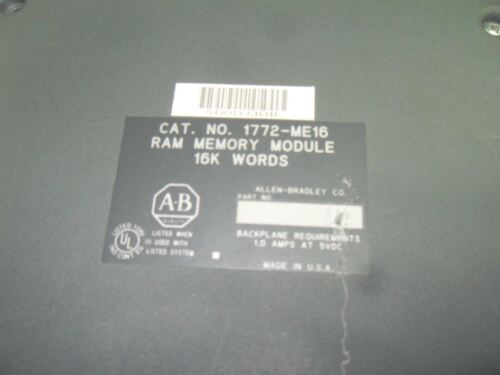 CAT. NO. 1772-ME16
RAM MEMORY MODULE
16K WORDS
ALLEN-BRADLEY CO.
PART NO.
A-B
QUALITY
BACKPLANE REQUIREMENTS
1.0 AMPS AT 5VDC
UL
LISTED WHEN
USED WITH
LISTED SYSTEM
MADE IN U.S.A.